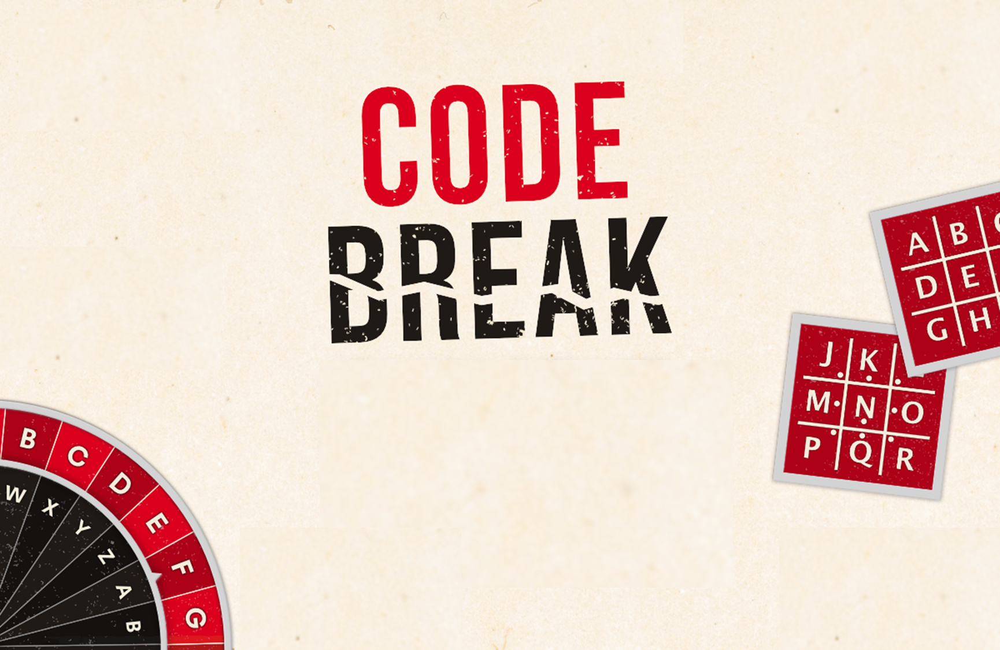 CODE
BREAK
A B
D E
G H
J K
M N O
P Q R
B C D E F G
W X Y Z A B